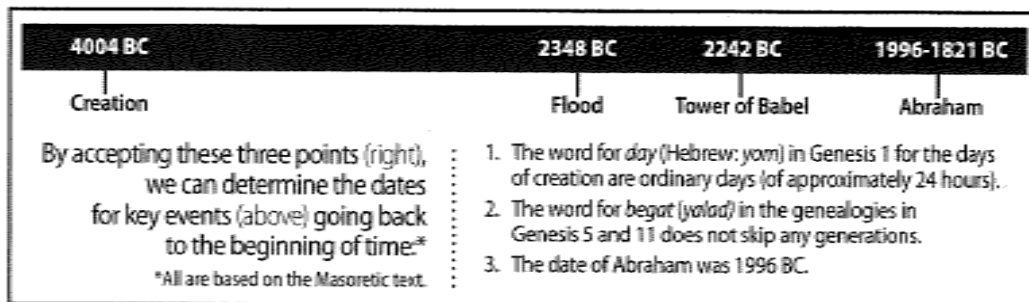 4004 BC 2348 BC 2242 BC 1996-1821 BC
Creation Flood Tower of Babel Abraham
By accepting these three points (right),
we can determine the dates
for key events (above) going back
to the beginning of time.*
*All are based on the Masoretic text.
1. The word for day (Hebrew: yom) in Genesis 1 for the days
of creation are ordinary days (of approximately 24 hours).
2. The word for begat (yalad) in the genealogies in
Genesis 5 and 11 does not skip any generations.
3. The date of Abraham was 1996 BC.